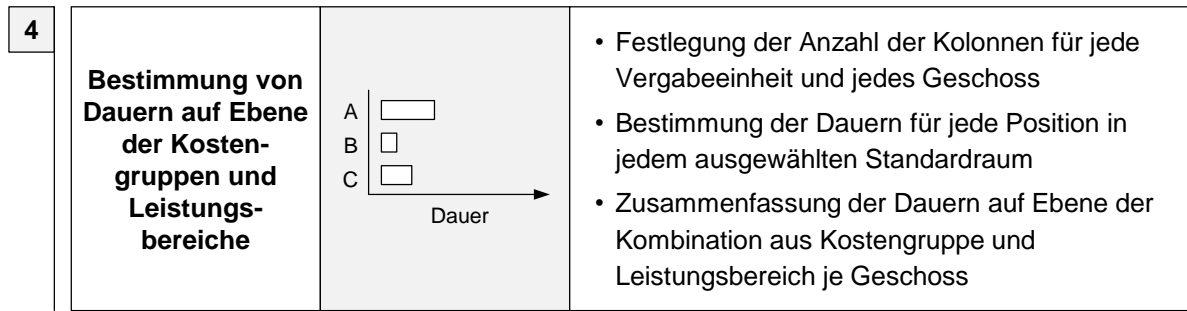 4
Bestimmung von
Dauern auf Ebene
der Kosten-
gruppen und
Leistungs-
bereiche
A
B
C
Dauer
• Festlegung der Anzahl der Kolonnen für jede
Vergabeeinheit und jedes Geschoss
• Bestimmung der Dauern für jede Position in
jedem ausgewählten Standardraum
• Zusammenfassung der Dauern auf Ebene der
Kombination aus Kostengruppe und
Leistungsbereich je Geschoss